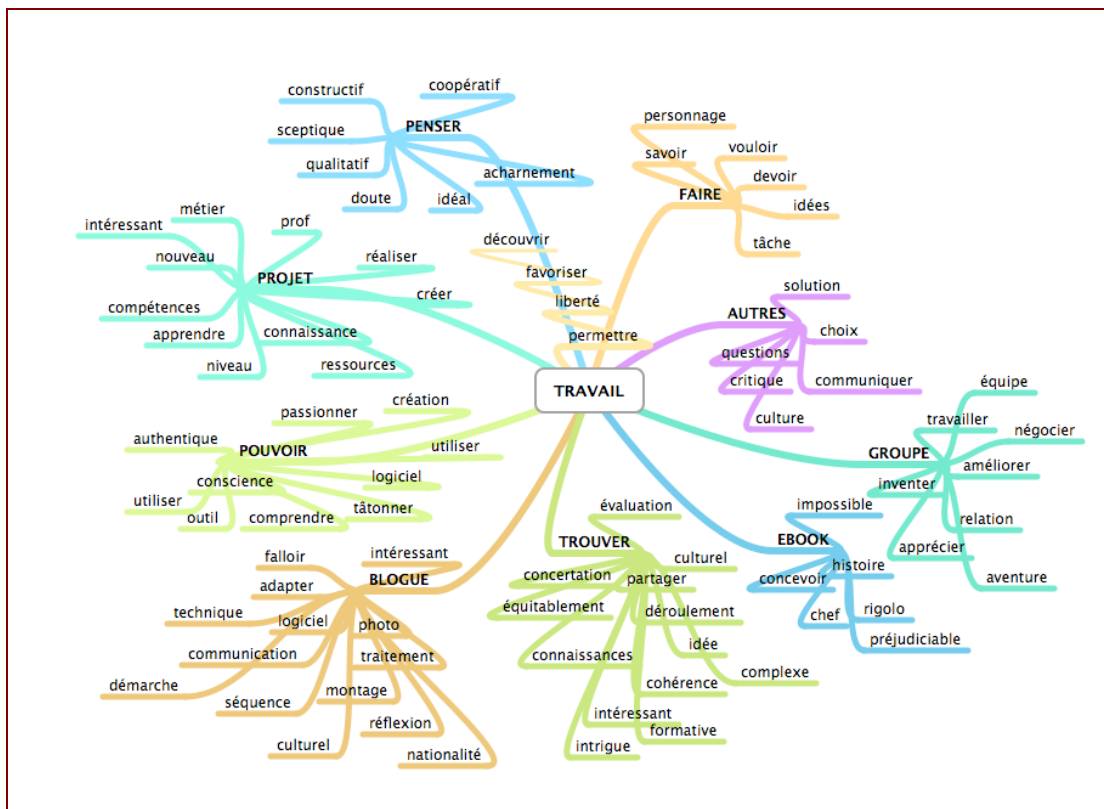 coopératif
constructif
PENSER
sceptique
qualitatif
acharnement
doute
idéal
personnage
savoir
vouloir
devoir
FAIRE
idées
tâche
métier
intéressant
prof
nouveau
réaliser
PROJET
créer
compétences
apprendre
connaissance
niveau
ressources
découvrir
favoriser
liberté
permettre
TRAVAIL
solution
AUTRES
choix
questions
critique
communiquer
culture
équipe
travailler
négocier
GROUPE
améliorer
inventer
relation
apprécier
aventure
création
passionner
authentique
utiliser
POUVOIR
logiciel
conscience
utiliser
tâtonner
outil
comprendre
impossible
EBOOK
histoire
concevoir
chef
rigolo
préjudiciable
évaluation
TROUVER
culturel
concertation
partager
équitablement
déroulement
idée
connaissances
complexe
cohérence
intéressant
formative
intrigue
intéressant
falloir
BLOGUE
adapter
technique
logiciel
photo
communication
traitement
démarche
montage
séquence
réflexion
culturel
nationalité